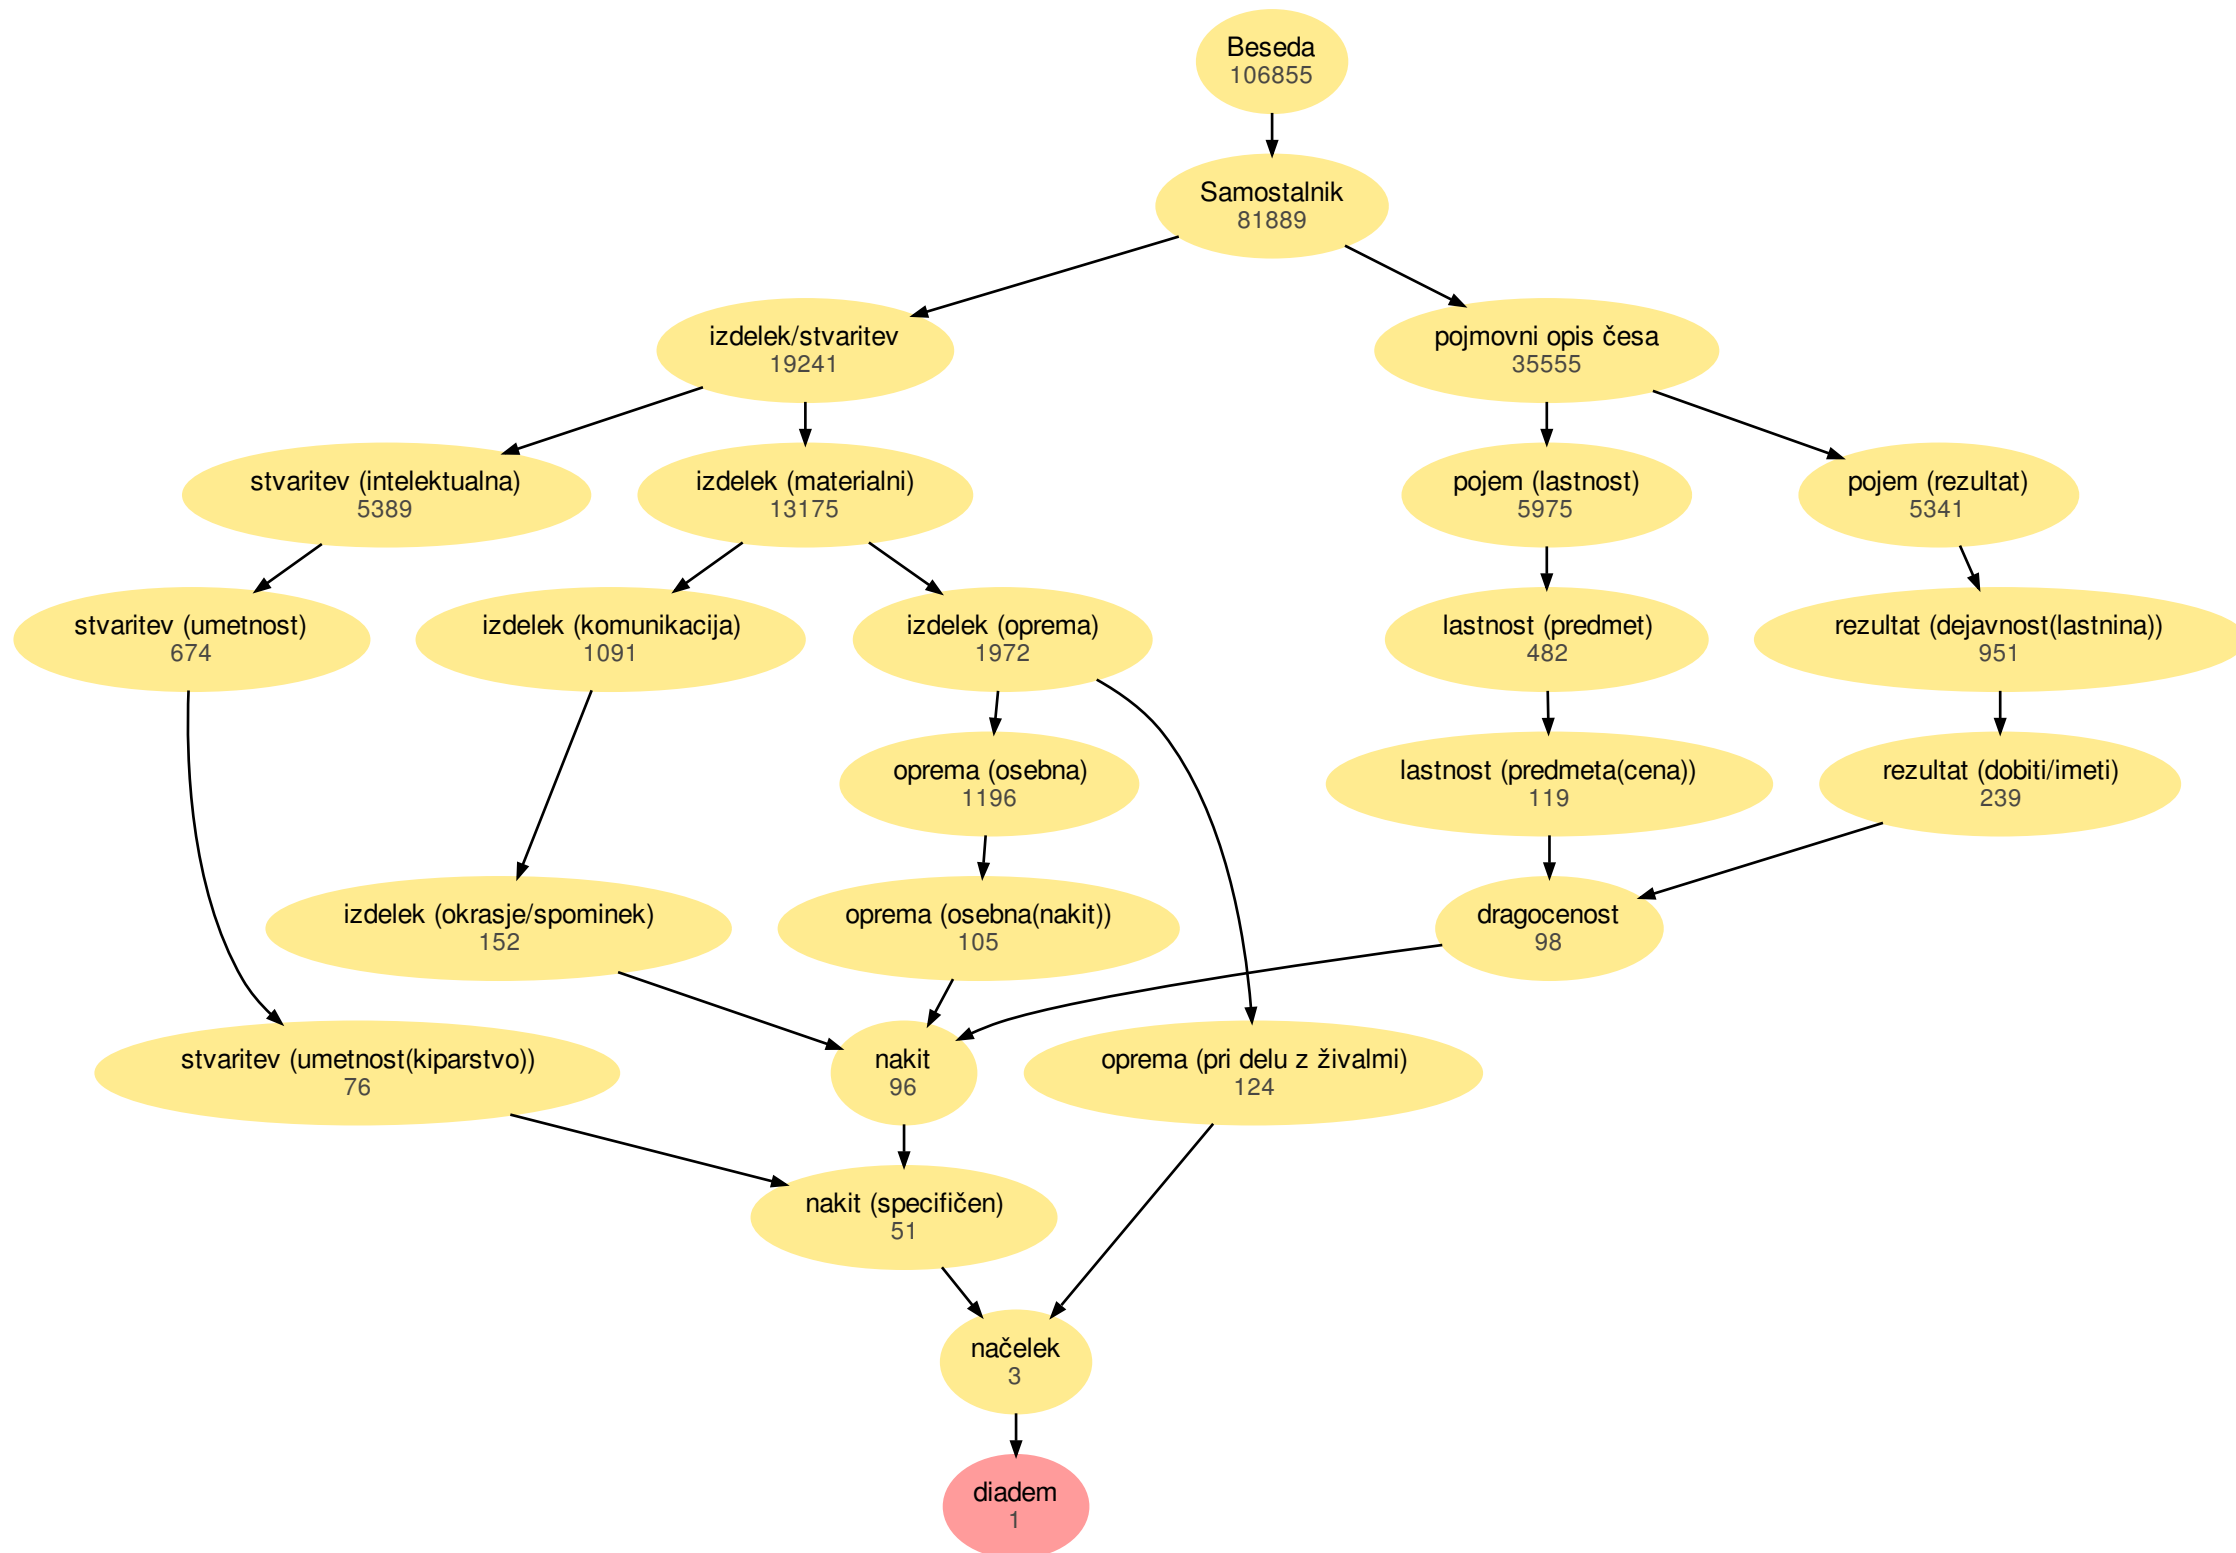 Beseda
106855
Samostalnik
81889
izdelek/stvaritev
19241
pojmovni opis česa
35555
stvaritev (intelektualna)
5389
izdelek (materialni)
13175
pojem (lastnost)
5975
pojem (rezultat)
5341
stvaritev (umetnost)
674
izdelek (komunikacija)
1091
izdelek (oprema)
1972
lastnost (predmet)
482
rezultat (dejavnost(lastnina))
951
oprema (osebna)
1196
lastnost (predmeta(cena))
119
rezultat (dobiti/imeti)
239
izdelek (okrasje/spominek)
152
oprema (osebna(nakit))
105
dragocenost
98
stvaritev (umetnost(kiparstvo))
76
nakit
96
oprema (pri delu z živalmi)
124
nakit (specifičen)
51
načelek
3
diadem
1